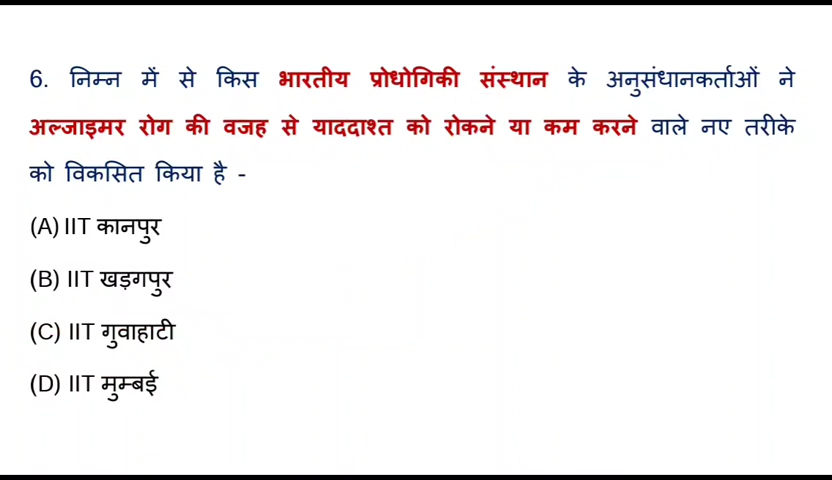 6. निम्न में से किस भारतीय प्रोधोगिकी संस्थान के अनुसंधानकर्ताओं ने
अल्जाइमर रोग की वजह से याददाश्त को रोकने या कम करने वाले नए तरीके
को विकसित किया है -
(A) IIT कानपुर
(B) IIT खड़गपुर
(C) IIT गुवाहाटी
(D) IIT मुम्बई